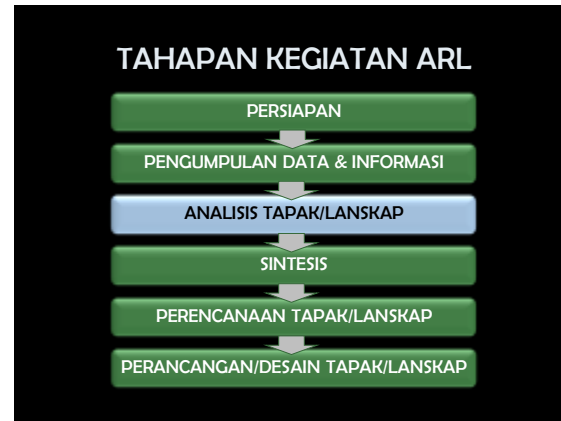 TAHAPAN KEGIATAN ARL
PERSIAPAN
PENGUMPULAN DATA & INFORMASI
ANALISIS TAPAK/LANSKAP
SINTESIS
PERENCANAAN TAPAK/LANSKAP
PERANCANGAN/DESAIN TAPAK/LANSKAP